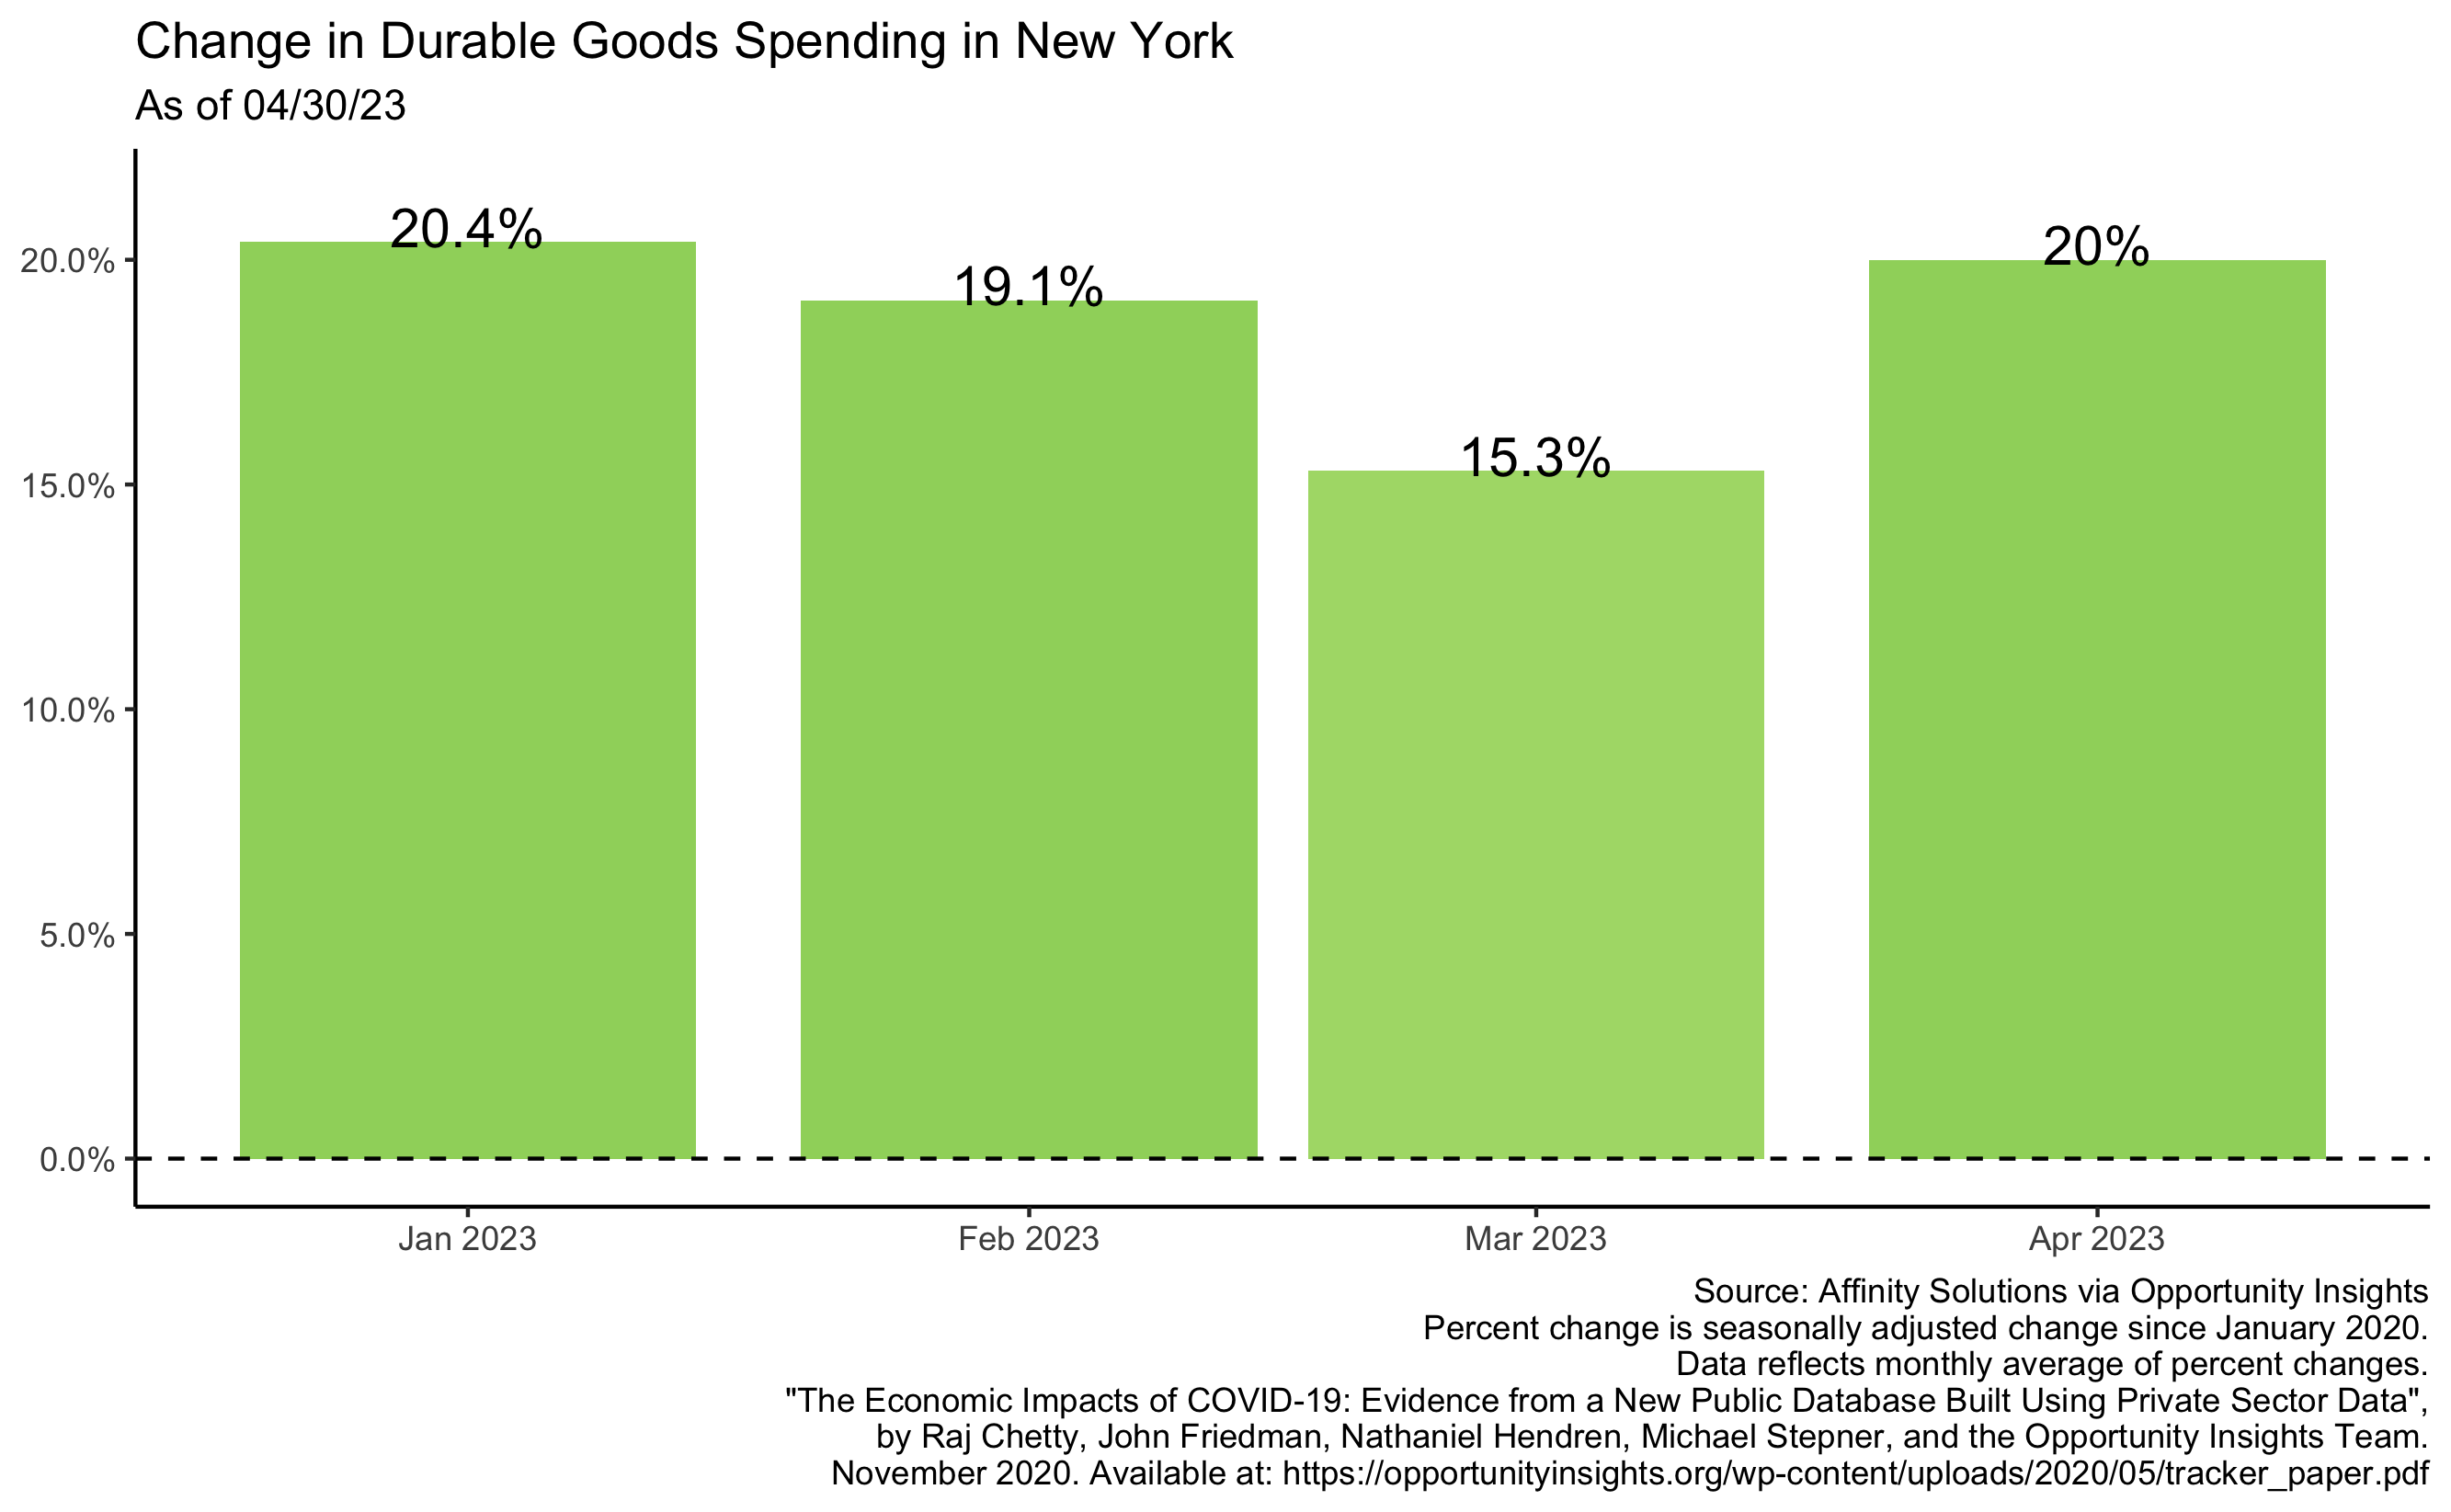 Change in Durable Goods Spending in New York
As of 04/30/23
20.4%
19.1%
15.3%
20%
20.0%
15.0%
10.0%
5.0%
0.0%
Jan 2023
Feb 2023
Mar 2023
Apr 2023
Source: Affinity Solutions via Opportunity Insights
Percent change is seasonally adjusted change since January 2020.
Data reflects monthly average of percent changes.
"The Economic Impacts of COVID-19: Evidence from a New Public Database Built Using Private Sector Data",
by Raj Chetty, John Friedman, Nathaniel Hendren, Michael Stepner, and the Opportunity Insights Team.
November 2020. Available at: https://opportunityinsights.org/wp-content/uploads/2020/05/tracker_paper.pdf